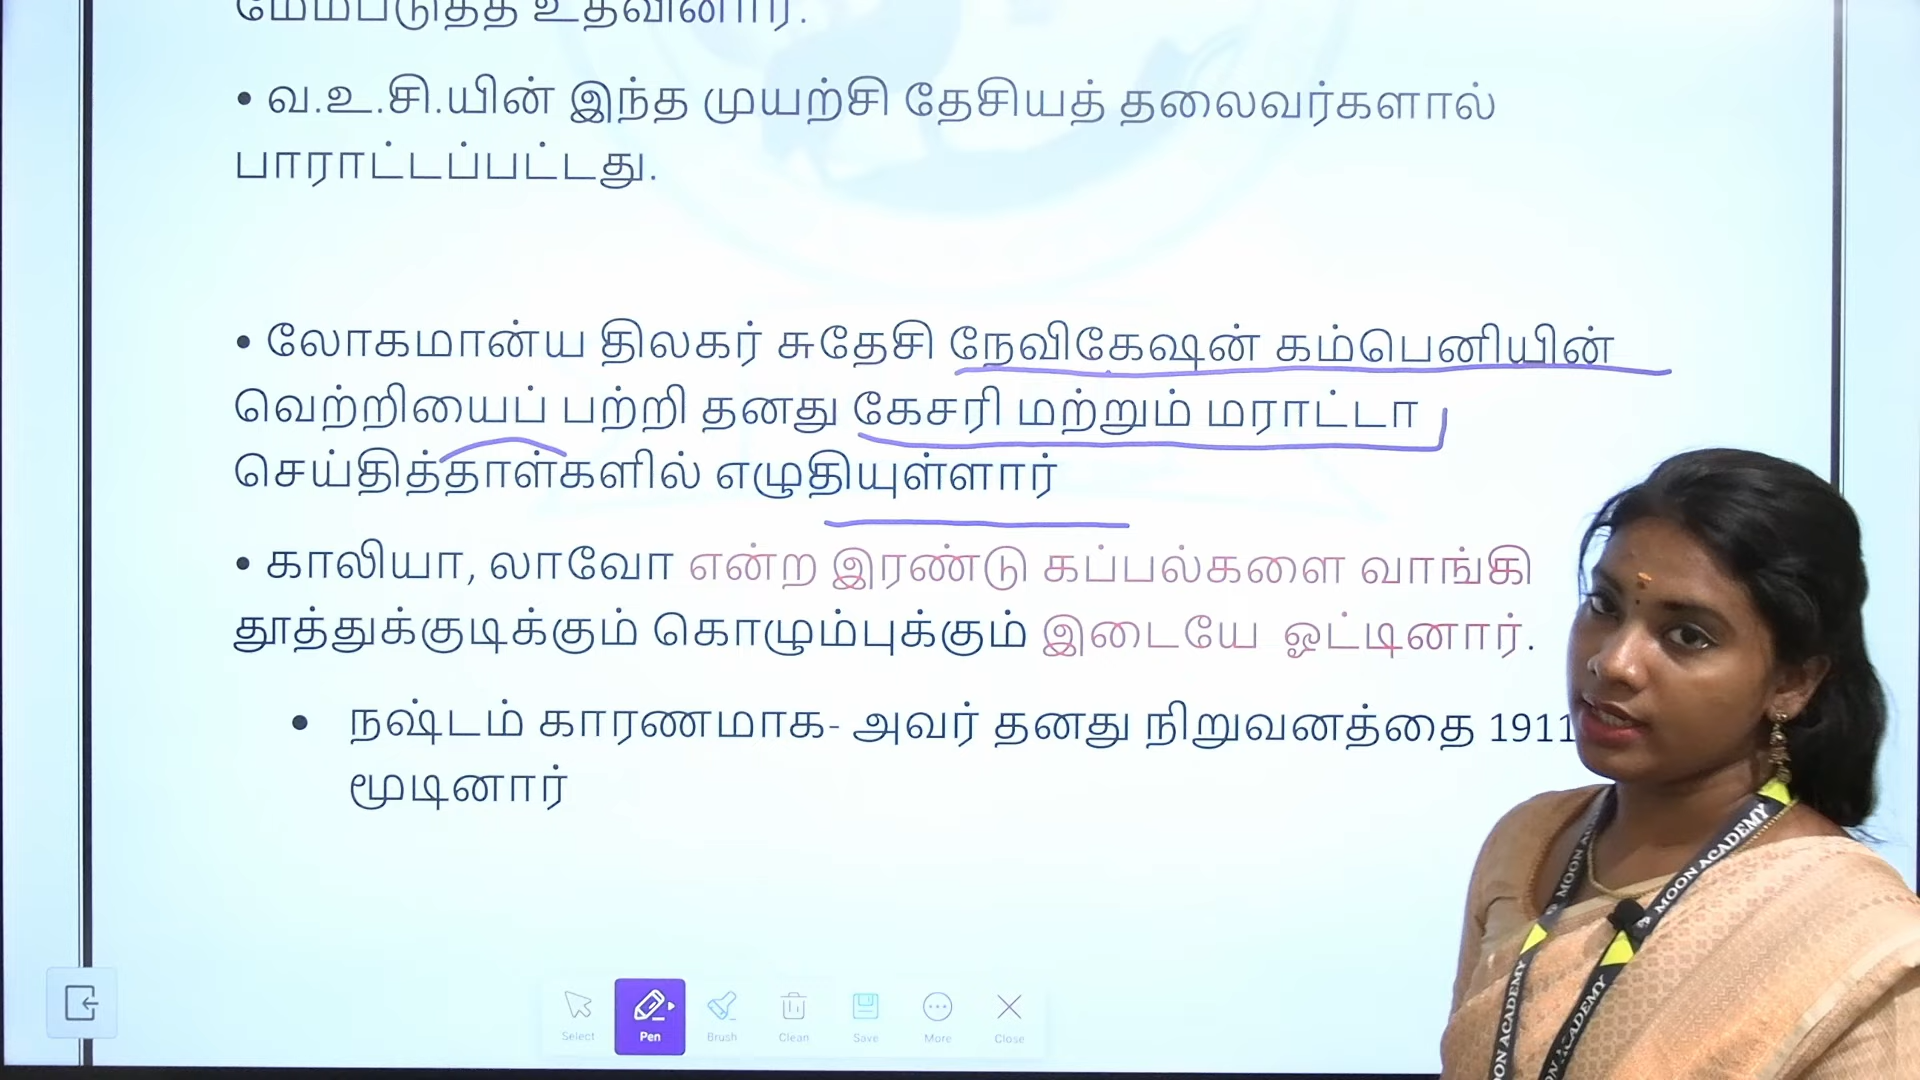 மேம்படுத்த உதவினார்.
• வ.உ.சி.யின் இந்த முயற்சி தேசியத் தலைவர்களால்
பாராட்டப்பட்டது.
• லோகமான்ய திலகர் சுதேசி நேவிகேஷன் கம்பெனியின்
வெற்றியைப் பற்றி தனது கேசரி மற்றும் மராட்டா
செய்தித்தாள்களில் எழுதியுள்ளார்
• காலியா, லாவோ என்ற இரண்டு கப்பல்களை வாங்கி
தூத்துக்குடிக்கும் கொழும்புக்கும் இடையே ஓட்டினார்.
• நஷ்டம் காரணமாக- அவர் தனது நிறுவனத்தை 1911
மூடினார்
Select Pen Brush Clean Save More Close
MOON ACADEMY
MOON ACADEMY